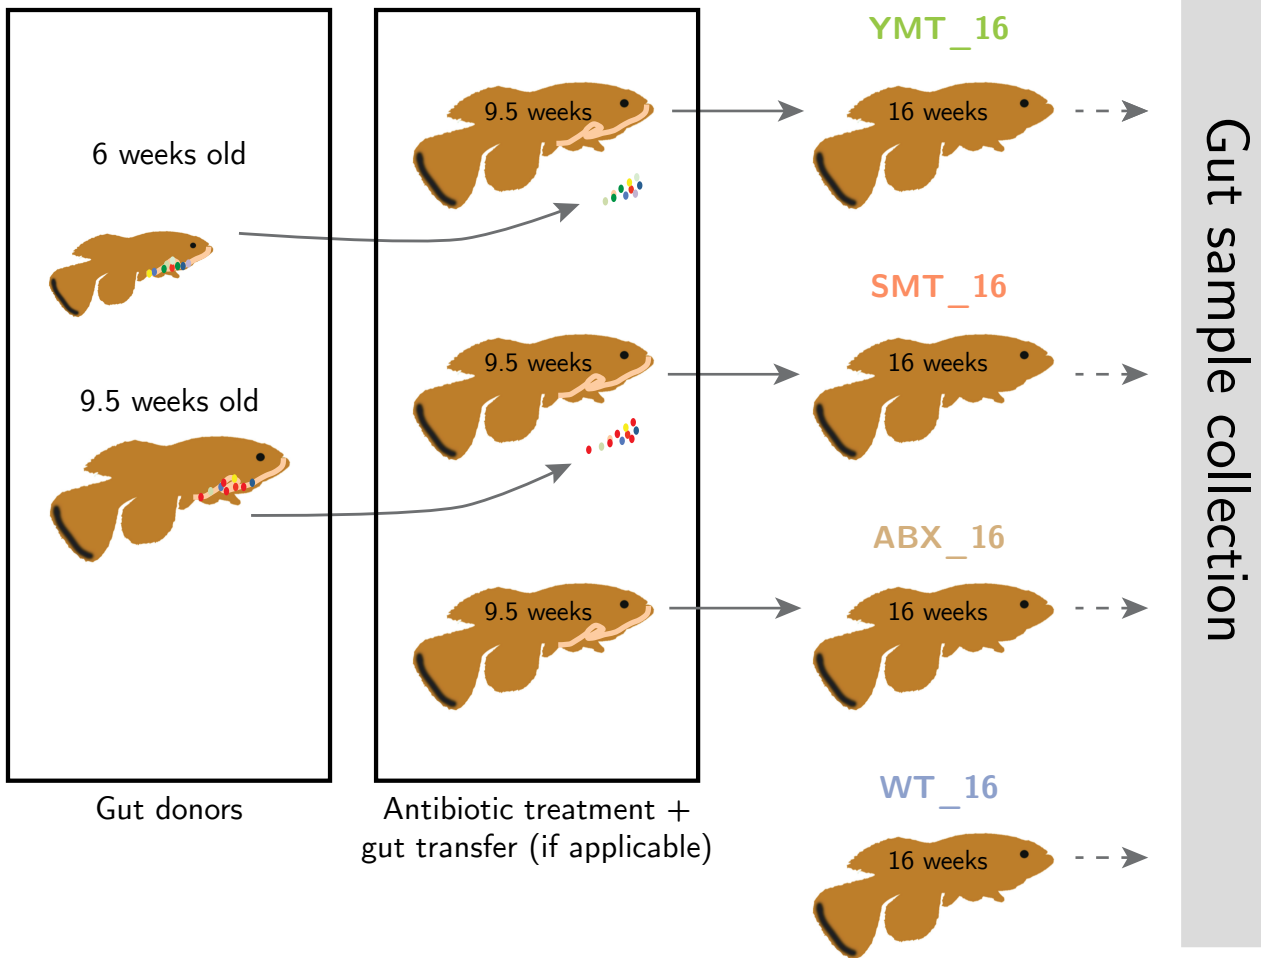 YMT_16
9.5 weeks
16 weeks
6 weeks old
SMT_16
9.5 weeks
16 weeks
9.5 weeks old
ABX_16
9.5 weeks
16 weeks
WT_16
16 weeks
Gut donors
Antibiotic treatment +
gut transfer (if applicable)
Gut sample collection